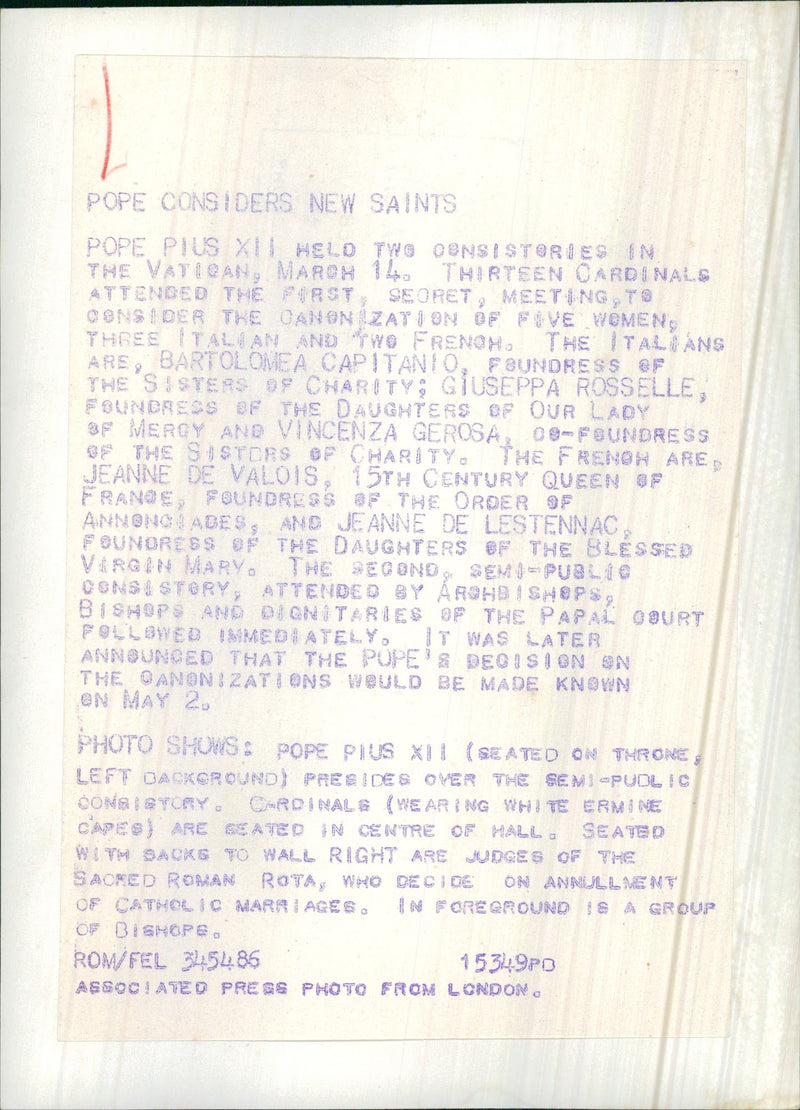 POPE CONSIDERS NEW SAINTS
POPE PIUS XII HELD TWO CONSISTORIES IN
THE VATICAN, MARCH 14. THIRTEEN CARDINALS
ATTENDED THE FIRST, SECRET, MEETING,TO
CONSIDER THE CANONIZATION OF FIVE WOMEN,
THREE ITALIAN AND TWO FRENCH. THE ITALIANS
ARE, BARTOLOMEA CAPITANIO, FOUNDRESS OF
THE SISTERS OF CHARITY; GIUSEPPA ROSSELLE,
FOUNDRESS OF THE DAUGHTERS OF OUR LADY
OF MERCY AND VINCENZA GEROSA, CO-FOUNDRESS
OF THE SISTERS OF CHARITY. THE FRENCH ARE,
JEANNE DE VALOIS, 15TH CENTURY QUEEN OF
FRANCE, FOUNDRESS OF THE ORDER OF
ANNONCIADES, AND JEANNE DE LESTENNAC,
FOUNDRESS OF THE DAUGHTERS OF THE BLESSED
VIRGIN MARY. THE SECOND, SEMI-PUBLIC
CONSISTORY, ATTENDED BY ARCHBISHOPS,
BISHOPS AND DIGNITARIES OF THE PAPAL COURT
FOLLOWED IMMEDIATELY. IT WAS LATER
ANNOUNCED THAT THE POPE'S DECISION ON
THE CANONIZATIONS WOULD BE MADE KNOWN
ON MAY 2.
PHOTO SHOWS: POPE PIUS XII (SEATED ON THRONE,
LEFT BACKGROUND) PRESIDES OVER THE SEMI-PUBLIC
CONSISTORY. CARDINALS (WEARING WHITE ERMINE
CAPES) ARE SEATED IN CENTRE OF HALL. SEATED
WITH BACKS TO WALL RIGHT ARE JUDGES OF THE
SACRED ROMAN ROTA, WHO DECIDE ON ANNULLMENT
OF CATHOLIC MARRIAGES. IN FOREGROUND IS A GROUP
OF BISHOPS.
ROM/FEL 345486 15349PD
ASSOCIATED PRESS PHOTO FROM LONDON.